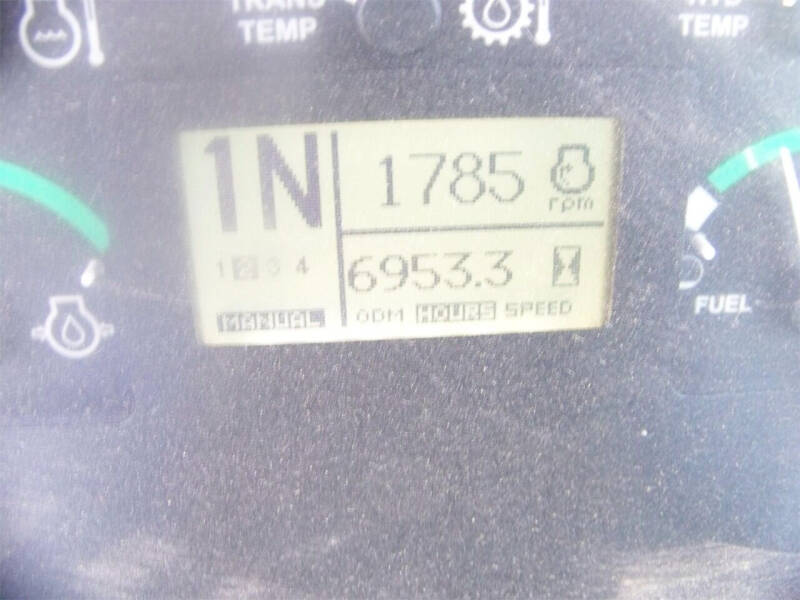 TRANS
TEMP
TEMP
1N
1785
rpm
1 2 3 4
6953.3
MANUAL
ODM HOURS SPEED
FUEL